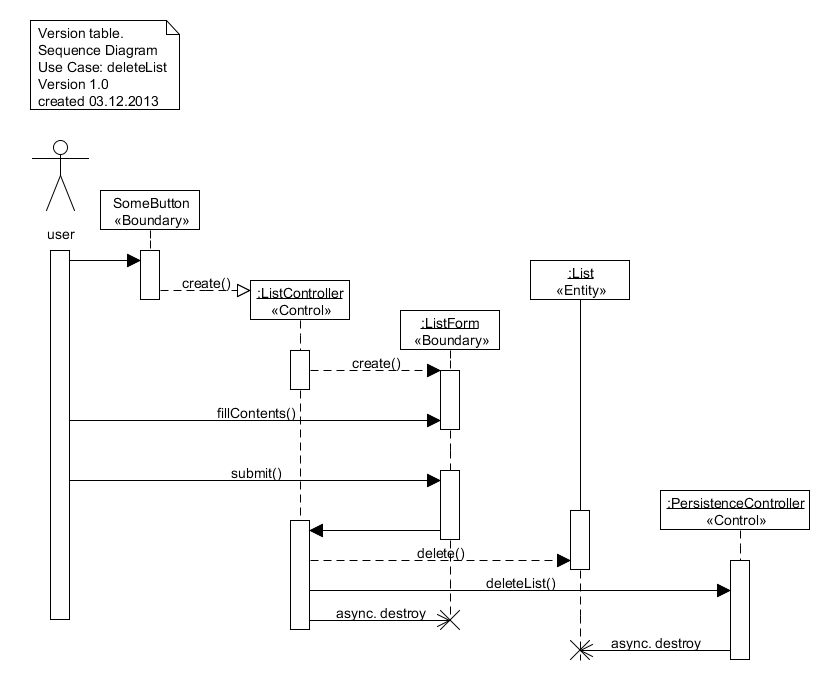 Version table.
Sequence Diagram
Use Case: deleteList
Version 1.0
created 03.12.2013
user
SomeButton
«Boundary»
create()
:ListController
«Control»
:List
«Entity»
:ListForm
«Boundary»
create()
fillContents()
submit()
:PersistenceController
«Control»
delete()
deleteList()
async. destroy
async. destroy